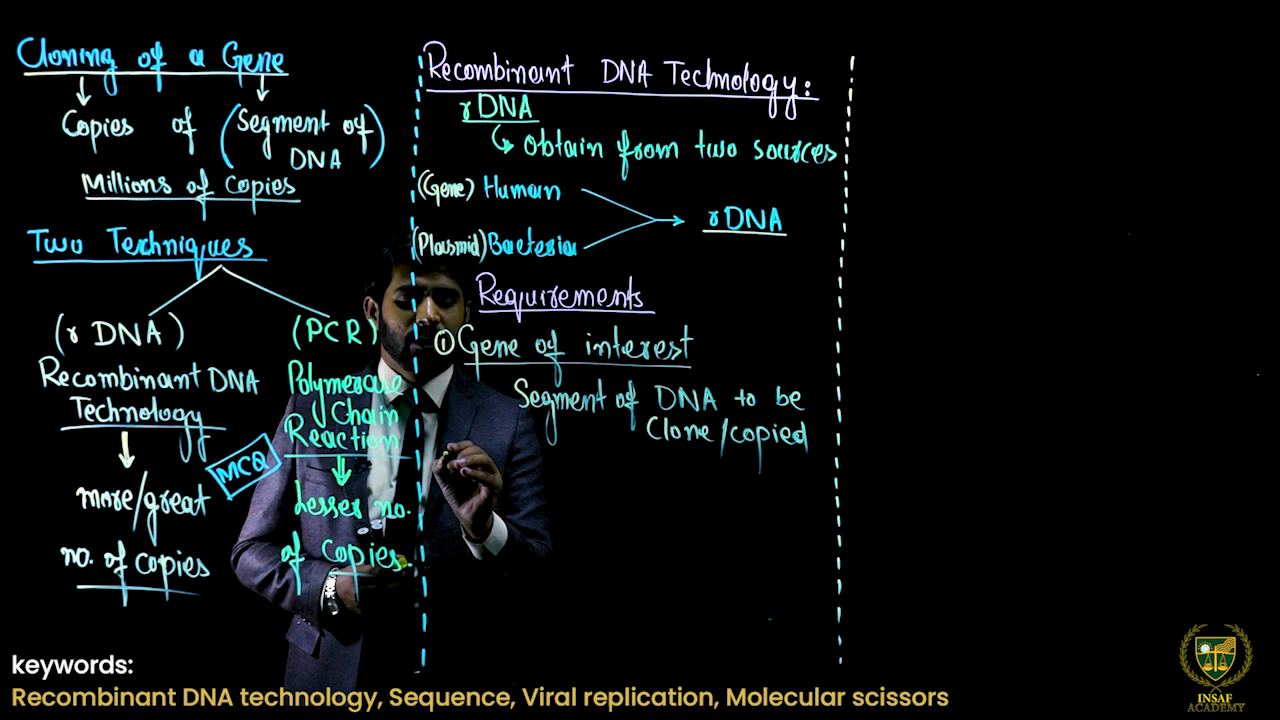 Cloning of a Gene
Copies of (Segment of DNA)
Millions of copies
Two Techniques
(r DNA)
Recombinant DNA
Technology
more/great
no. of copies
MCQ
(PCR)
Polymerase
Chain
Reaction
Lesser no.
of copies.
Recombinant DNA Technology:
rDNA
obtain from two sources
(Gene) Human
(Plasmid) Bacteria
rDNA
Requirements
① Gene of interest
Segment of DNA to be
Clone/copied
keywords:
Recombinant DNA technology, Sequence, Viral replication, Molecular scissors
INSAF
ACADEMY